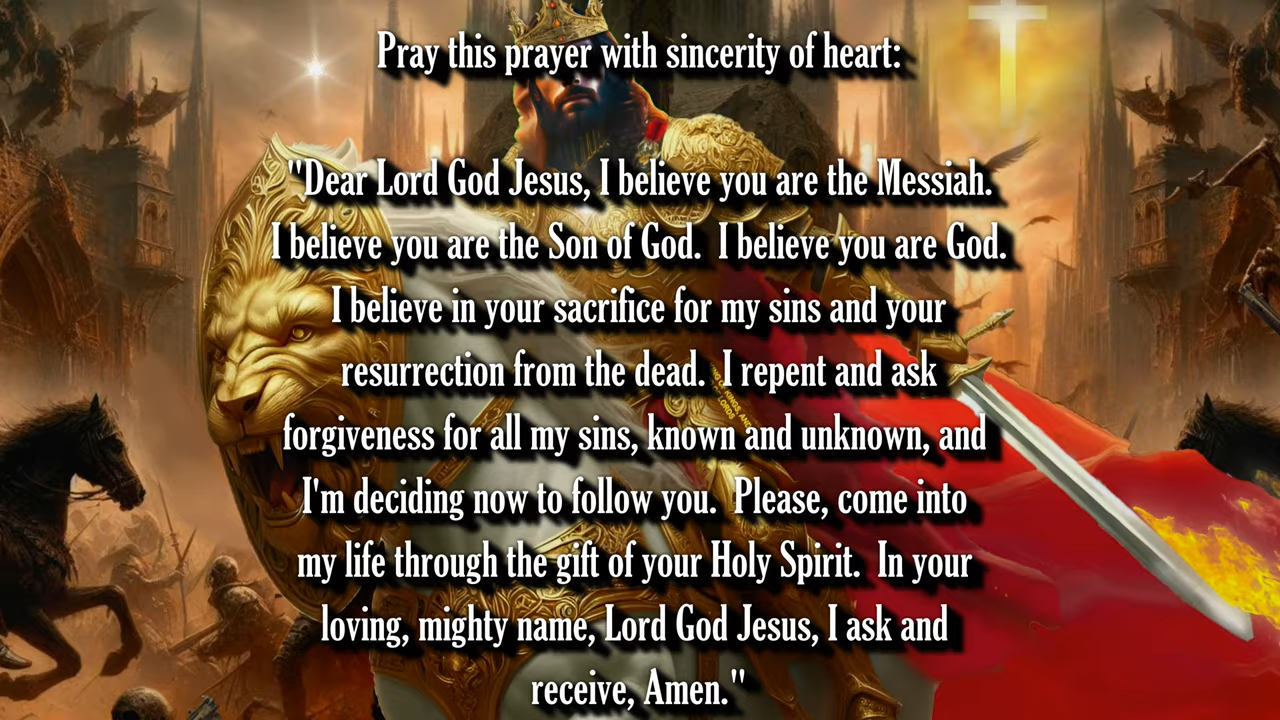 Pray this prayer with sincerity of heart:
"Dear Lord God Jesus, I believe you are the Messiah.
I believe you are the Son of God.  I believe you are God.
I believe in your sacrifice for my sins and your
resurrection from the dead.  I repent and ask
forgiveness for all my sins, known and unknown, and
I'm deciding now to follow you.  Please, come into
my life through the gift of your Holy Spirit.  In your
loving, mighty name, Lord God Jesus, I ask and
receive, Amen."
OF KINGS, AND
LORDS